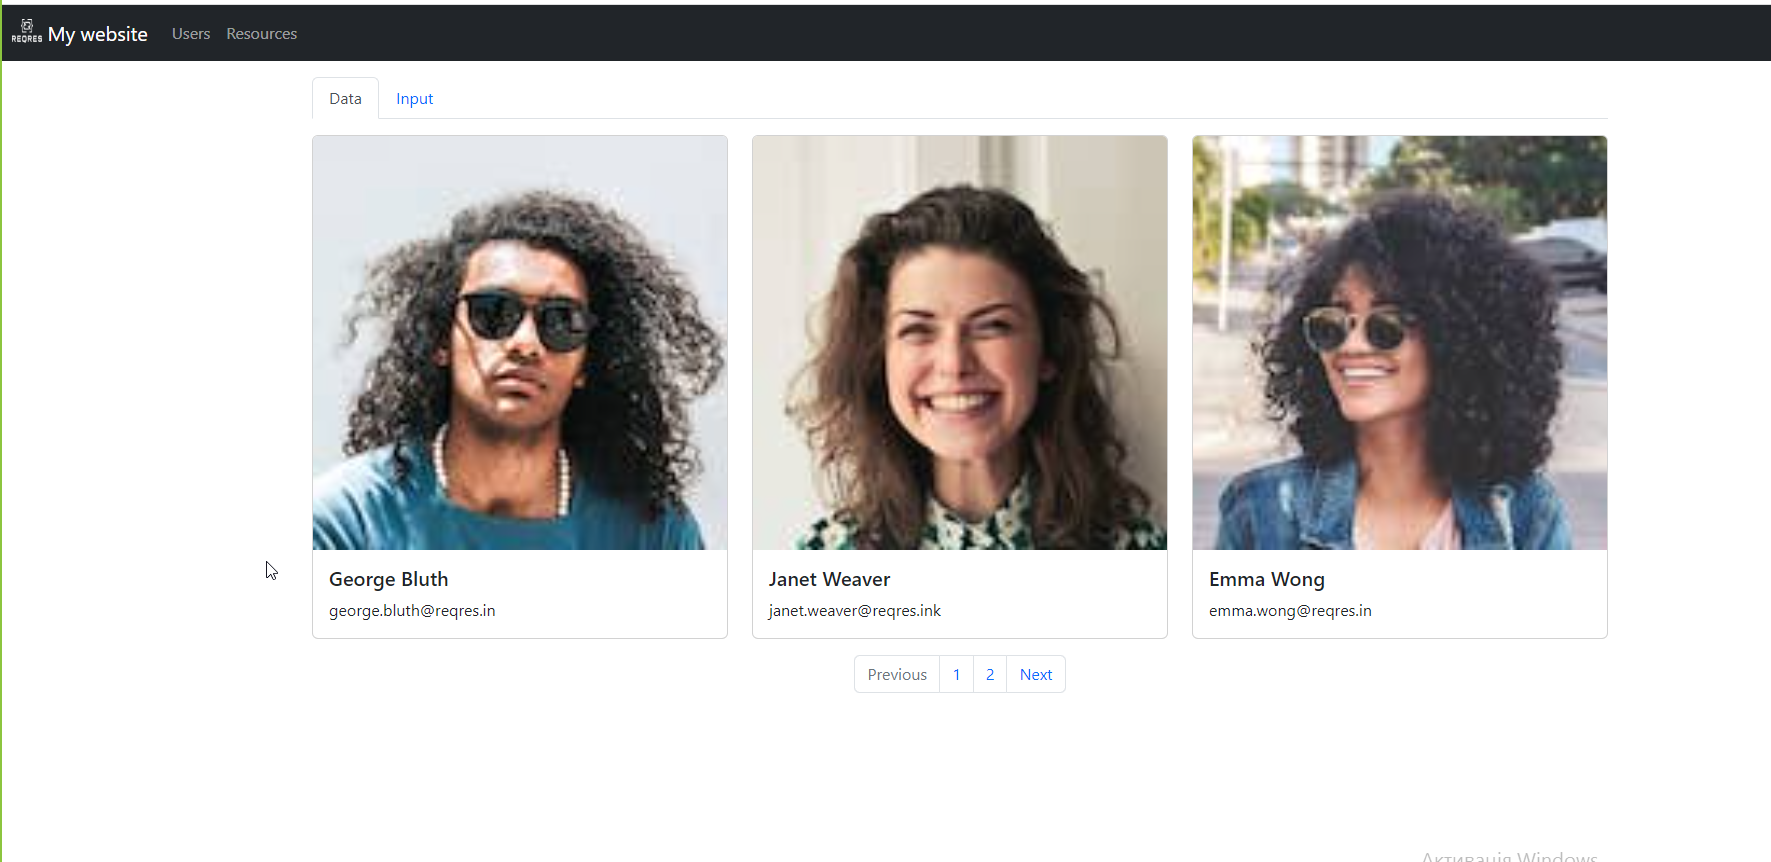 REQRES My website Users Resources
Data Input
George Bluth
george.bluth@reqres.in
Janet Weaver
janet.weaver@reqres.ink
Emma Wong
emma.wong@reqres.in
Previous 1 2 Next
Активація Windows